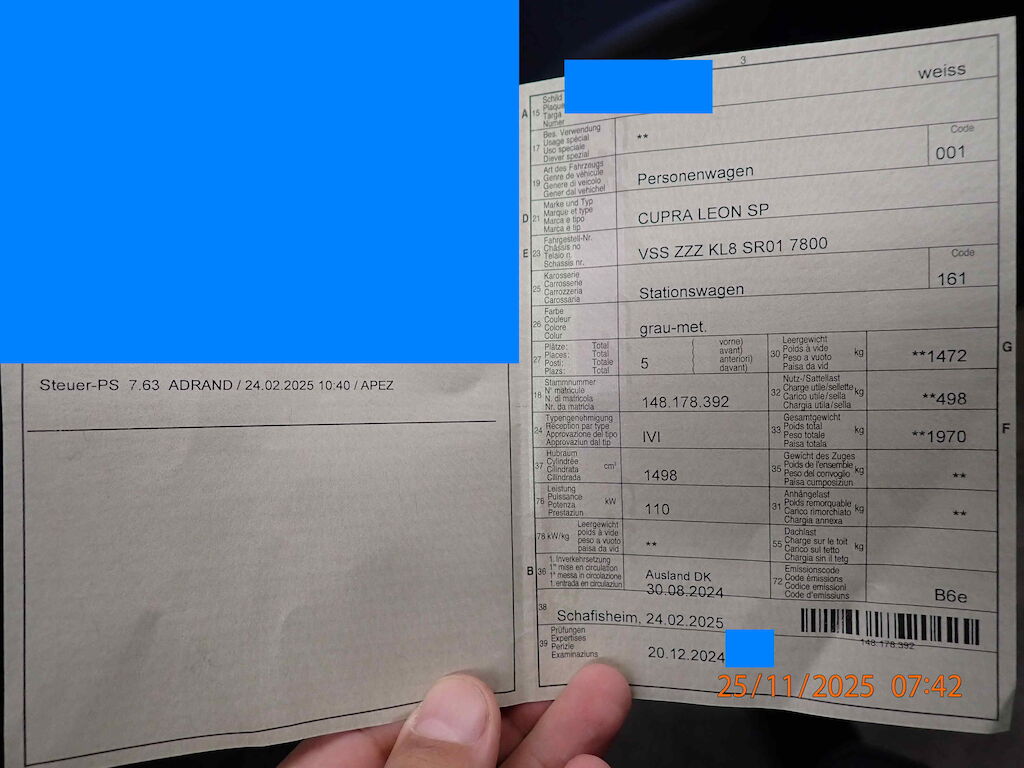 Steuer-PS 7.63 ADRAND / 24.02.2025 10:40 / APEZ
3
A 15 Schild
Plaque
Targa
Numer
weiss
17 Bes. Verwendung
Usage spécial
Uso speciale
Diever spezial
**
19 Art des Fahrzeugs
Genre de véhicule
Genere di veicolo
Gener dal vehichel
Personenwagen
Code
001
D 21 Marke und Typ
Marque et type
Marca e tipo
Marca e tip
CUPRA LEON SP
E 23 Fahrgestell-Nr.
Châssis no
Telaio n.
Schassis nr.
VSS ZZZ KL8 SR01 7800
25 Karosserie
Carrosserie
Carrozzeria
Carossaria
Stationswagen
Code
161
26 Farbe
Couleur
Colore
Colur
grau-met.
27 Plätze: Total
Places: Total
Posti: Totale
Plazs: Total
5
( vorne)
( avant)
( anteriori)
( davant)
30 Leergewicht
Poids à vide
Peso a vuoto
Paisa da vid
kg
**1472
G
18 Stammnummer
N° matricule
N. di matricola
Nr. da matricla
148.178.392
32 Nutz-/Sattellast
Charge utile/sellette
Carico utile/sella
Chargia utila/sella
kg
**498
24 Typengenehmigung
Réception par type
Approvazione del tipo
Approvaziun dal tip
IVI
33 Gesamtgewicht
Poids total
Peso totale
Paisa totala
kg
**1970
F
37 Hubraum
Cylindrée
Cilindrata
Cilindrada
cm³
1498
35 Gewicht des Zuges
Poids de l'ensemble
Peso del convoglio
Paisa cumposiziun
kg
**
76 Leistung
Puissance
Potenza
Prestaziun
kW
110
31 Anhängelast
Poids remorquable
Carico rimorchiato
Chargia annexa
kg
**
78 kW/kg Leergewicht
poids à vide
peso a vuoto
paisa da vid
**
55 Dachlast
Charge sur le toit
Carico sul tetto
Chargia sin il tetg
kg
B 36 1. Inverkehrsetzung
1re mise en circulation
1a messa in circolazione
1. entrada en circulaziun
Ausland DK
30.08.2024
72 Emissionscode
Code émissions
Codice emissioni
Code d'emissiuns
B6e
38
Schafisheim, 24.02.2025
148.178.392
39 Prüfungen
Expertises
Perizie
Examinaziuns
20.12.2024
25/11/2025 07:42